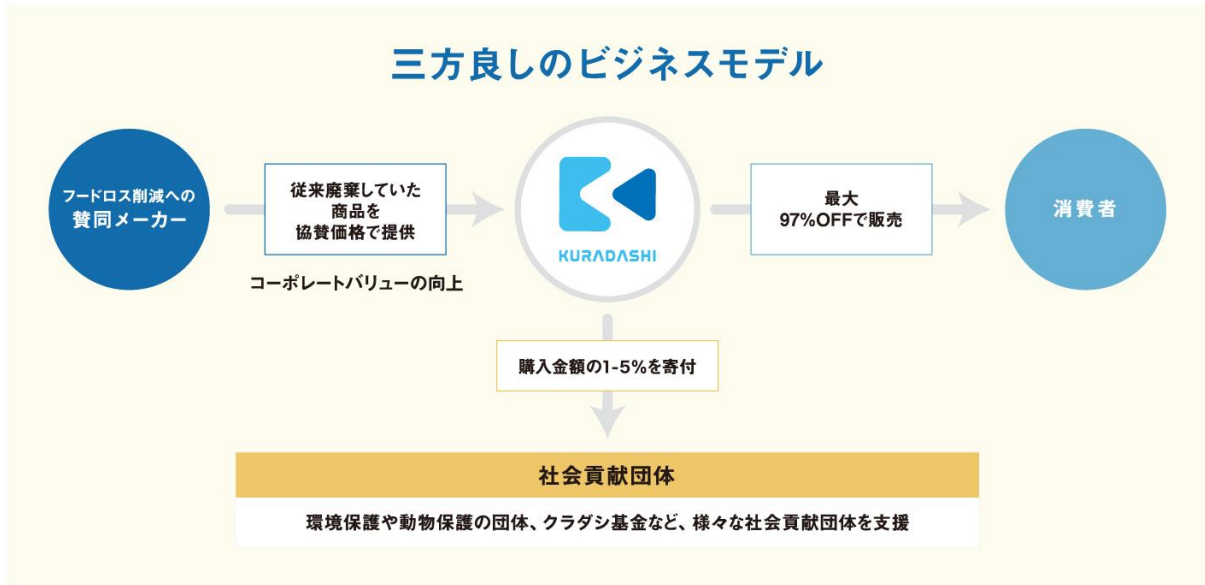 三方良しのビジネスモデル
フードロス削減への
賛同メーカー
従来廃棄していた
商品を
協賛価格で提供
コーポレートバリューの向上
KURADASHI
最大
97%OFFで販売
消費者
購入金額の1-5%を寄付
社会貢献団体
環境保護や動物保護の団体、クラダシ基金など、様々な社会貢献団体を支援